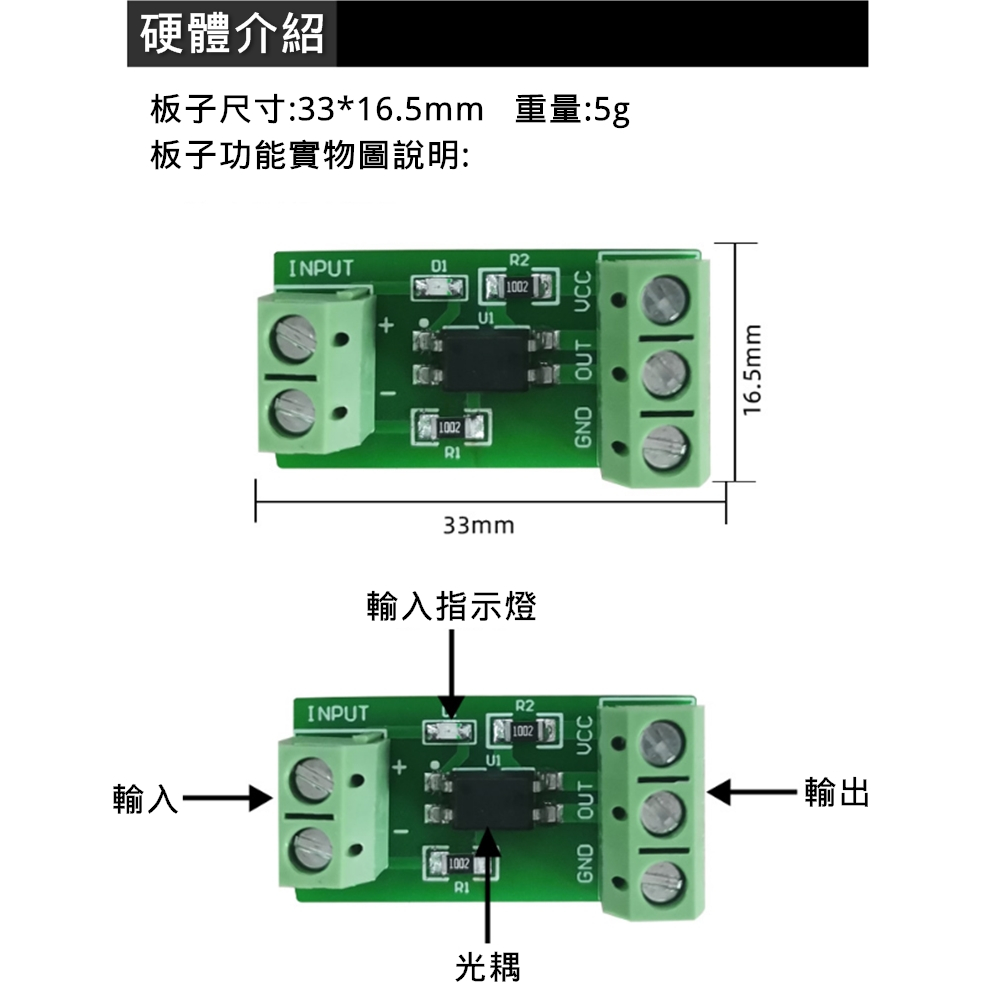 硬體介紹
板子尺寸:33*16.5mm 重量:5g
板子功能實物圖說明:
INPUT
D1
R2
1002
VCC
U1
+
OUT
-
GND
1002
R1
16.5mm
33mm
輸入指示燈
INPUT
R2
1002
VCC
U1
+
輸入
OUT
輸出
-
GND
1002
R1
光耦